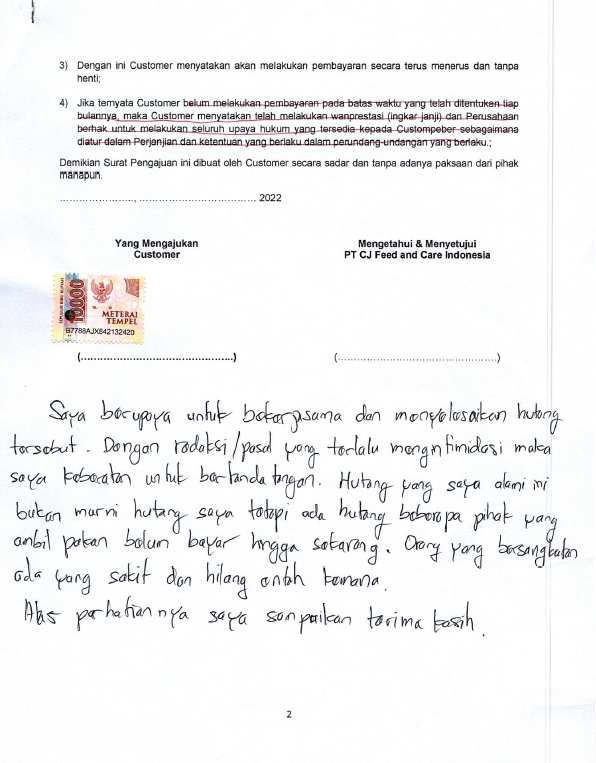 3) Dengan ini Customer menyatakan akan melakukan pembayaran secara terus menerus dan tanpa
henti;
4) Jika ternyata Customer belum melakukan pembayaran pada batas waktu yang telah ditentukan tiap
bulannya, maka Customer menyatakan telah melakukan wanprestasi (ingkar janji) dan Perusahaan
berhak untuk melakukan seluruh upaya hukum yang tersedia kepada Custompeber sebagaimana
diatur dalam Perjanjian dan ketentuan yang berlaku dalam perundang-undangan yang berlaku.;
Demikian Surat Pengajuan ini dibuat oleh Customer secara sadar dan tanpa adanya paksaan dari pihak
manapun.
......................, ................................... 2022
Yang Mengajukan
Customer
Mengetahui & Menyetujui
PT CJ Feed and Care Indonesia
10000
METERAI
TEMPEL
B7788AJX842132420
(.............................................)
(.............................................)
Saya berupaya untuk bekerjasama dan menyelesaikan hutang
tersebut. Dengan redaksi/pasal yang terlalu mengintimidasi maka
saya keberatan untuk bertanda tangan. Hutang yang saya alami ini
bukan murni hutang saya tetapi ada hutang beberapa pihak yang
ambil pakan belum bayar hingga sekarang. Orang yang bersangkutan
ada yang sakit dan hilang entah kemana.
Atas perhatiannya saya sampaikan terima kasih.
2